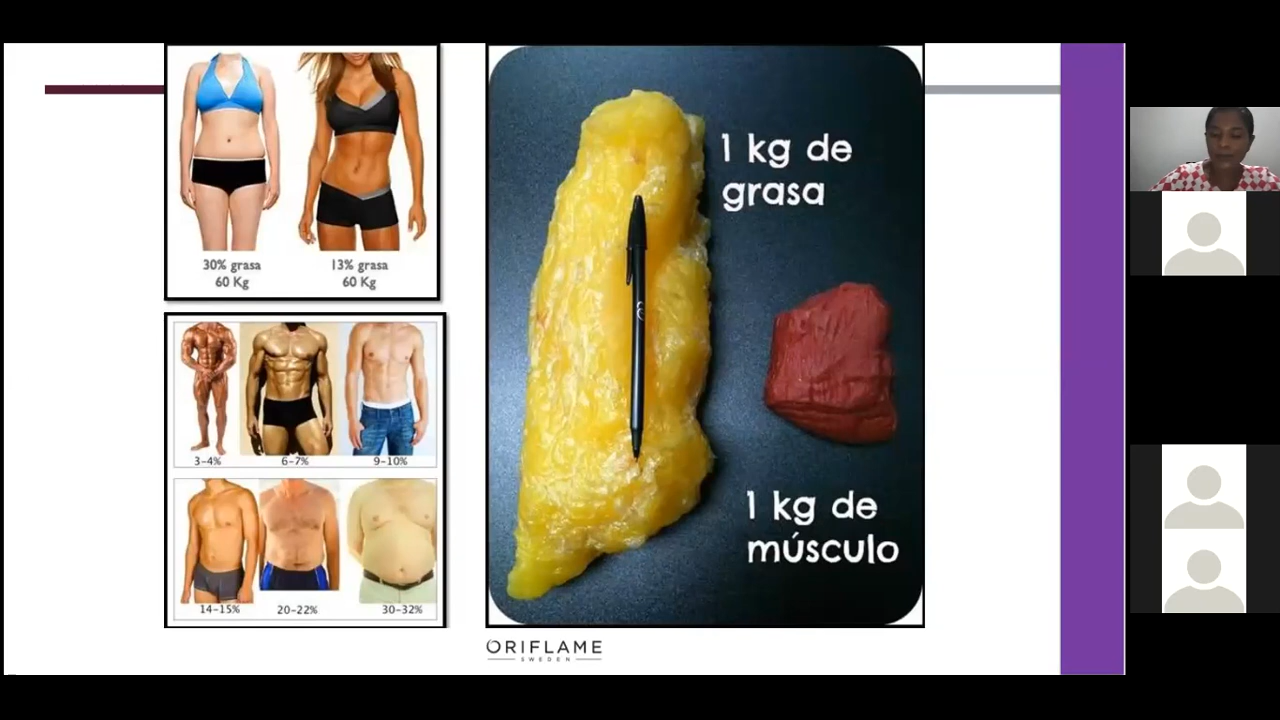 30% grasa
60 Kg
13% grasa
60 Kg
3-4%
6-7%
9-10%
14-15%
20-22%
30-32%
1 kg de
grasa
1 kg de
músculo
ORIFLAME
SWEDEN